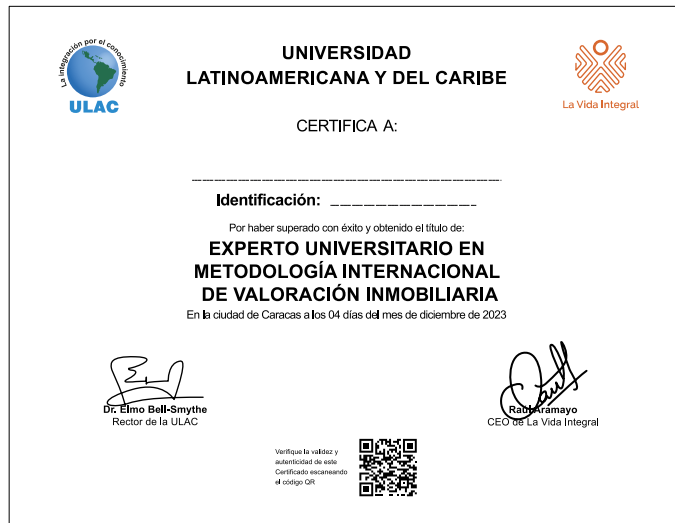 La integración por el conocimiento
ULAC
UNIVERSIDAD
LATINOAMERICANA Y DEL CARIBE
La Vida Integral
CERTIFICA A:
Identificación:
Por haber superado con éxito y obtenido el título de:
EXPERTO UNIVERSITARIO EN
METODOLOGÍA INTERNACIONAL
DE VALORACIÓN INMOBILIARIA
En la ciudad de Caracas a los 04 días del mes de diciembre de 2023
Dr. Elmo Bell-Smythe
Rector de la ULAC
Raúl Aramayo
CEO de La Vida Integral
Verifique la validez y
autenticidad de este
Certificado escaneando
el código QR